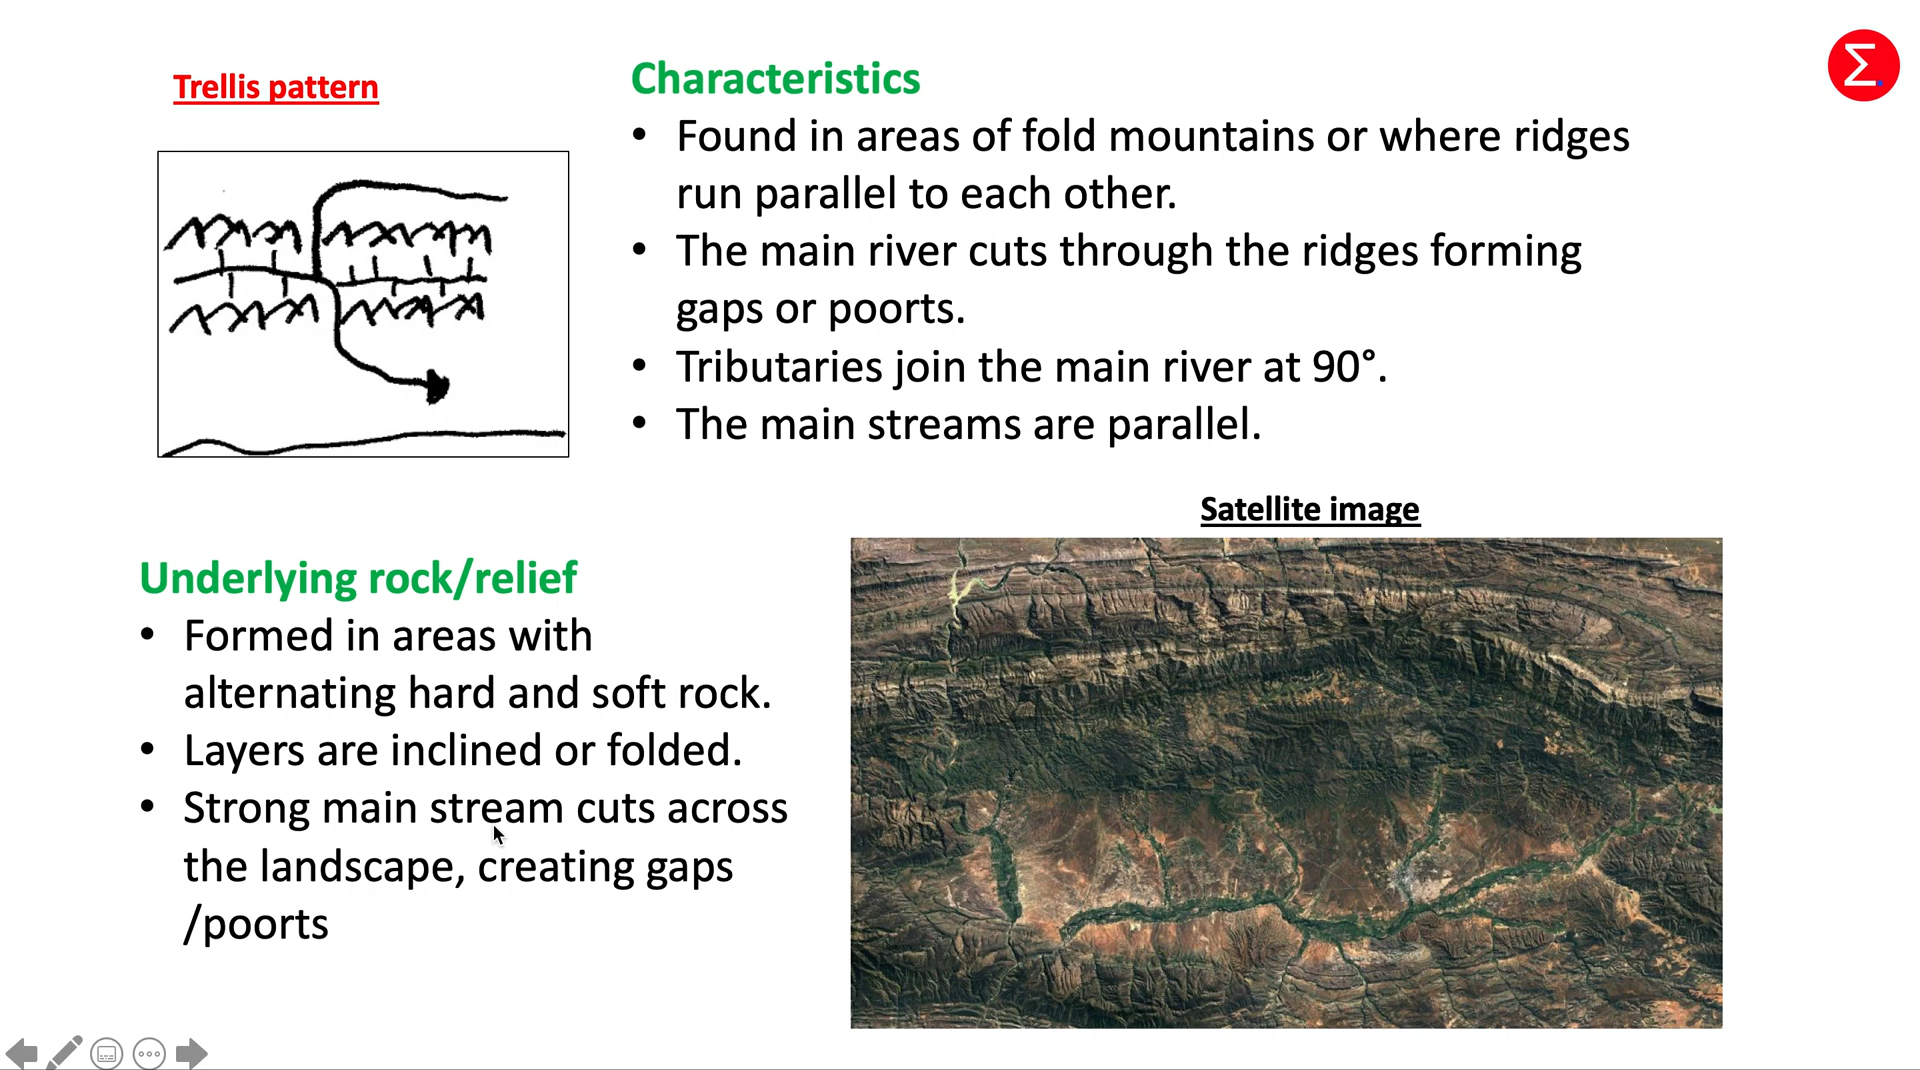 Trellis pattern
Characteristics
• Found in areas of fold mountains or where ridges
run parallel to each other.
• The main river cuts through the ridges forming
gaps or poorts.
• Tributaries join the main river at 90°.
• The main streams are parallel.
Σ
Underlying rock/relief
• Formed in areas with
alternating hard and soft rock.
• Layers are inclined or folded.
• Strong main stream cuts across
the landscape, creating gaps
/poorts
Satellite image